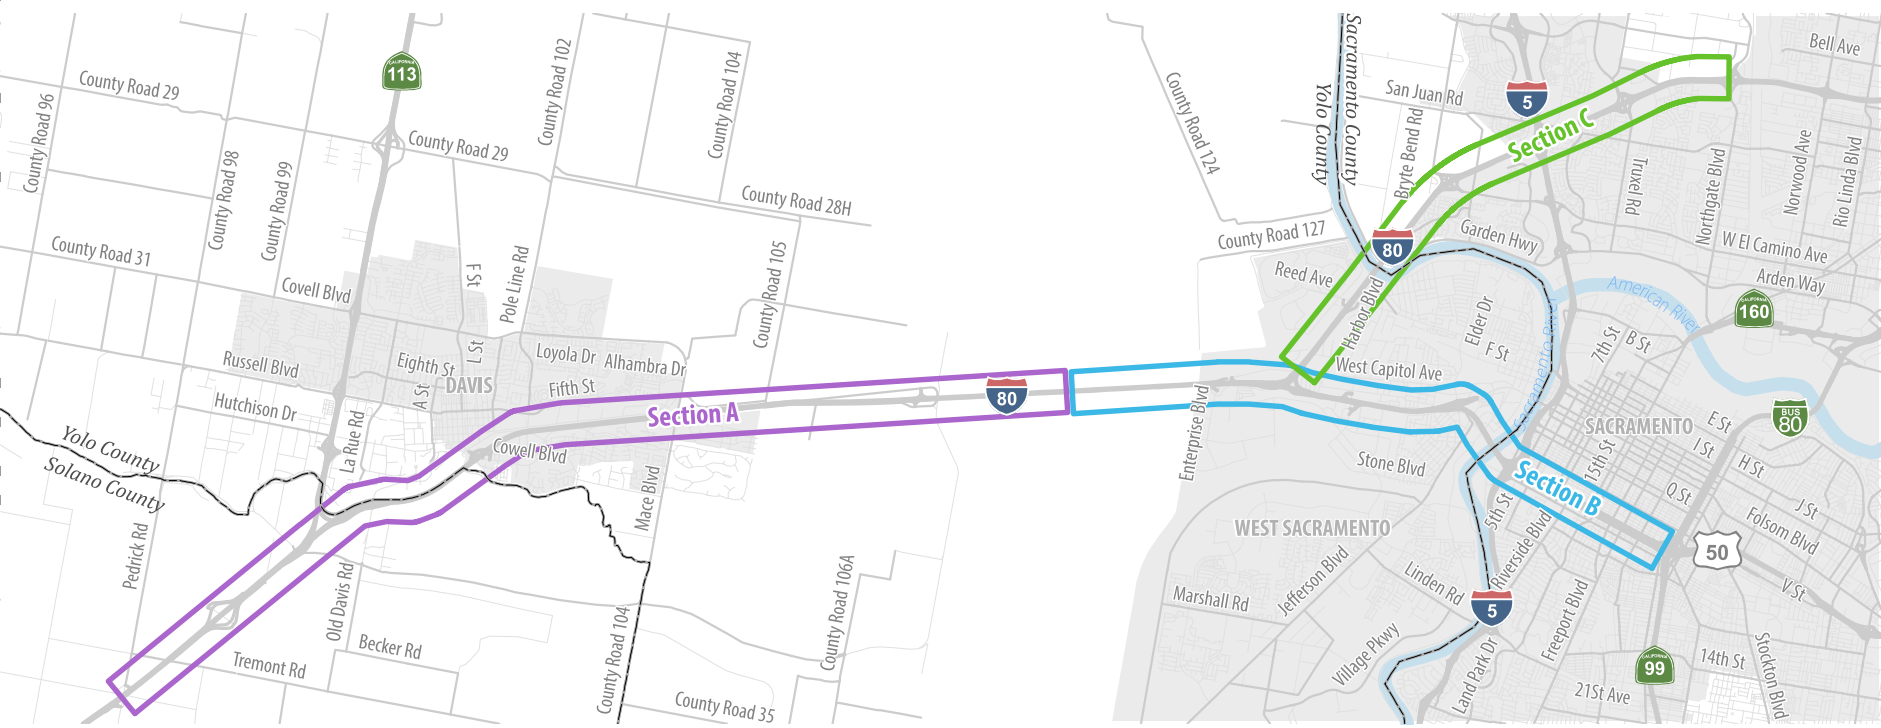 County Road 96
County Road 29
CALIFORNIA
113
County Road 98
County Road 99
County Road 29
County Road 102
County Road 104
County Road 28H
County Road 31
Covell Blvd
F St
Pole Line Rd
County Road 105
Russell Blvd
Eighth St
L St
Loyola Dr
Alhambra Dr
DAVIS
A St
Fifth St
Hutchison Dr
La Rue Rd
Section A
80
Cowell Blvd
Yolo County
Solano County
Mace Blvd
Pedrick Rd
Old Davis Rd
Becker Rd
Tremont Rd
County Road 104
County Road 106A
County Road 35
County Road 124
County Road 127
Sacramento County
Yolo County
San Juan Rd
Bryte Bend Rd
5
Section C
Bell Ave
Truxel Rd
Northgate Blvd
Norwood Ave
Rio Linda Blvd
80
Garden Hwy
W El Camino Ave
Arden Way
Reed Ave
Harbor Blvd
Elder Dr
F St
American River
CALIFORNIA
160
Sacramento River
7th St
B St
West Capitol Ave
Enterprise Blvd
SACRAMENTO
E St
I St
BUS
80
Stone Blvd
Section B
15th St
H St
Q St
J St
Folsom Blvd
5th St
Riverside Blvd
WEST SACRAMENTO
50
Jefferson Blvd
Linden Rd
Marshall Rd
5
V St
Freeport Blvd
Village Pkwy
Land Park Dr
CALIFORNIA
99
14th St
21St Ave
Stockton Blvd